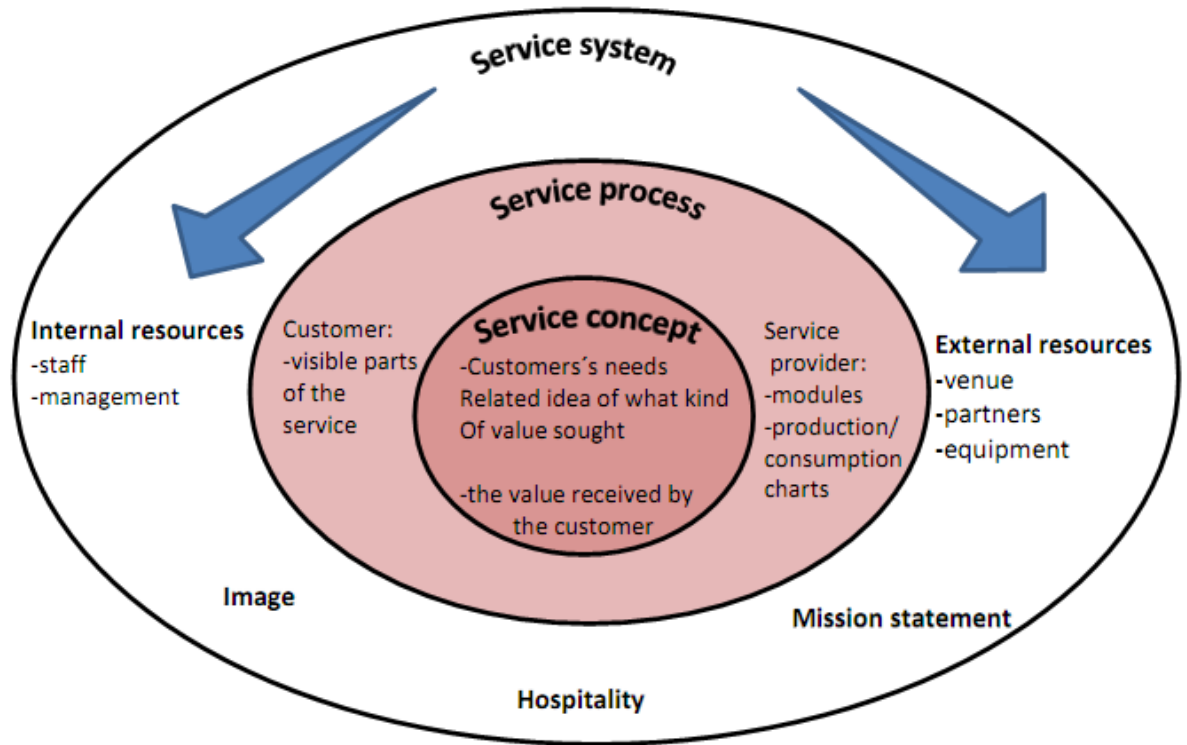 Service system
Service process
Service concept
Internal resources
-staff
-management
Customer:
-visible parts
of the
service
-Customers´s needs
Related idea of what kind
Of value sought
-the value received by
the customer
Service
provider:
-modules
-production/
consumption
charts
External resources
-venue
-partners
-equipment
Image
Mission statement
Hospitality